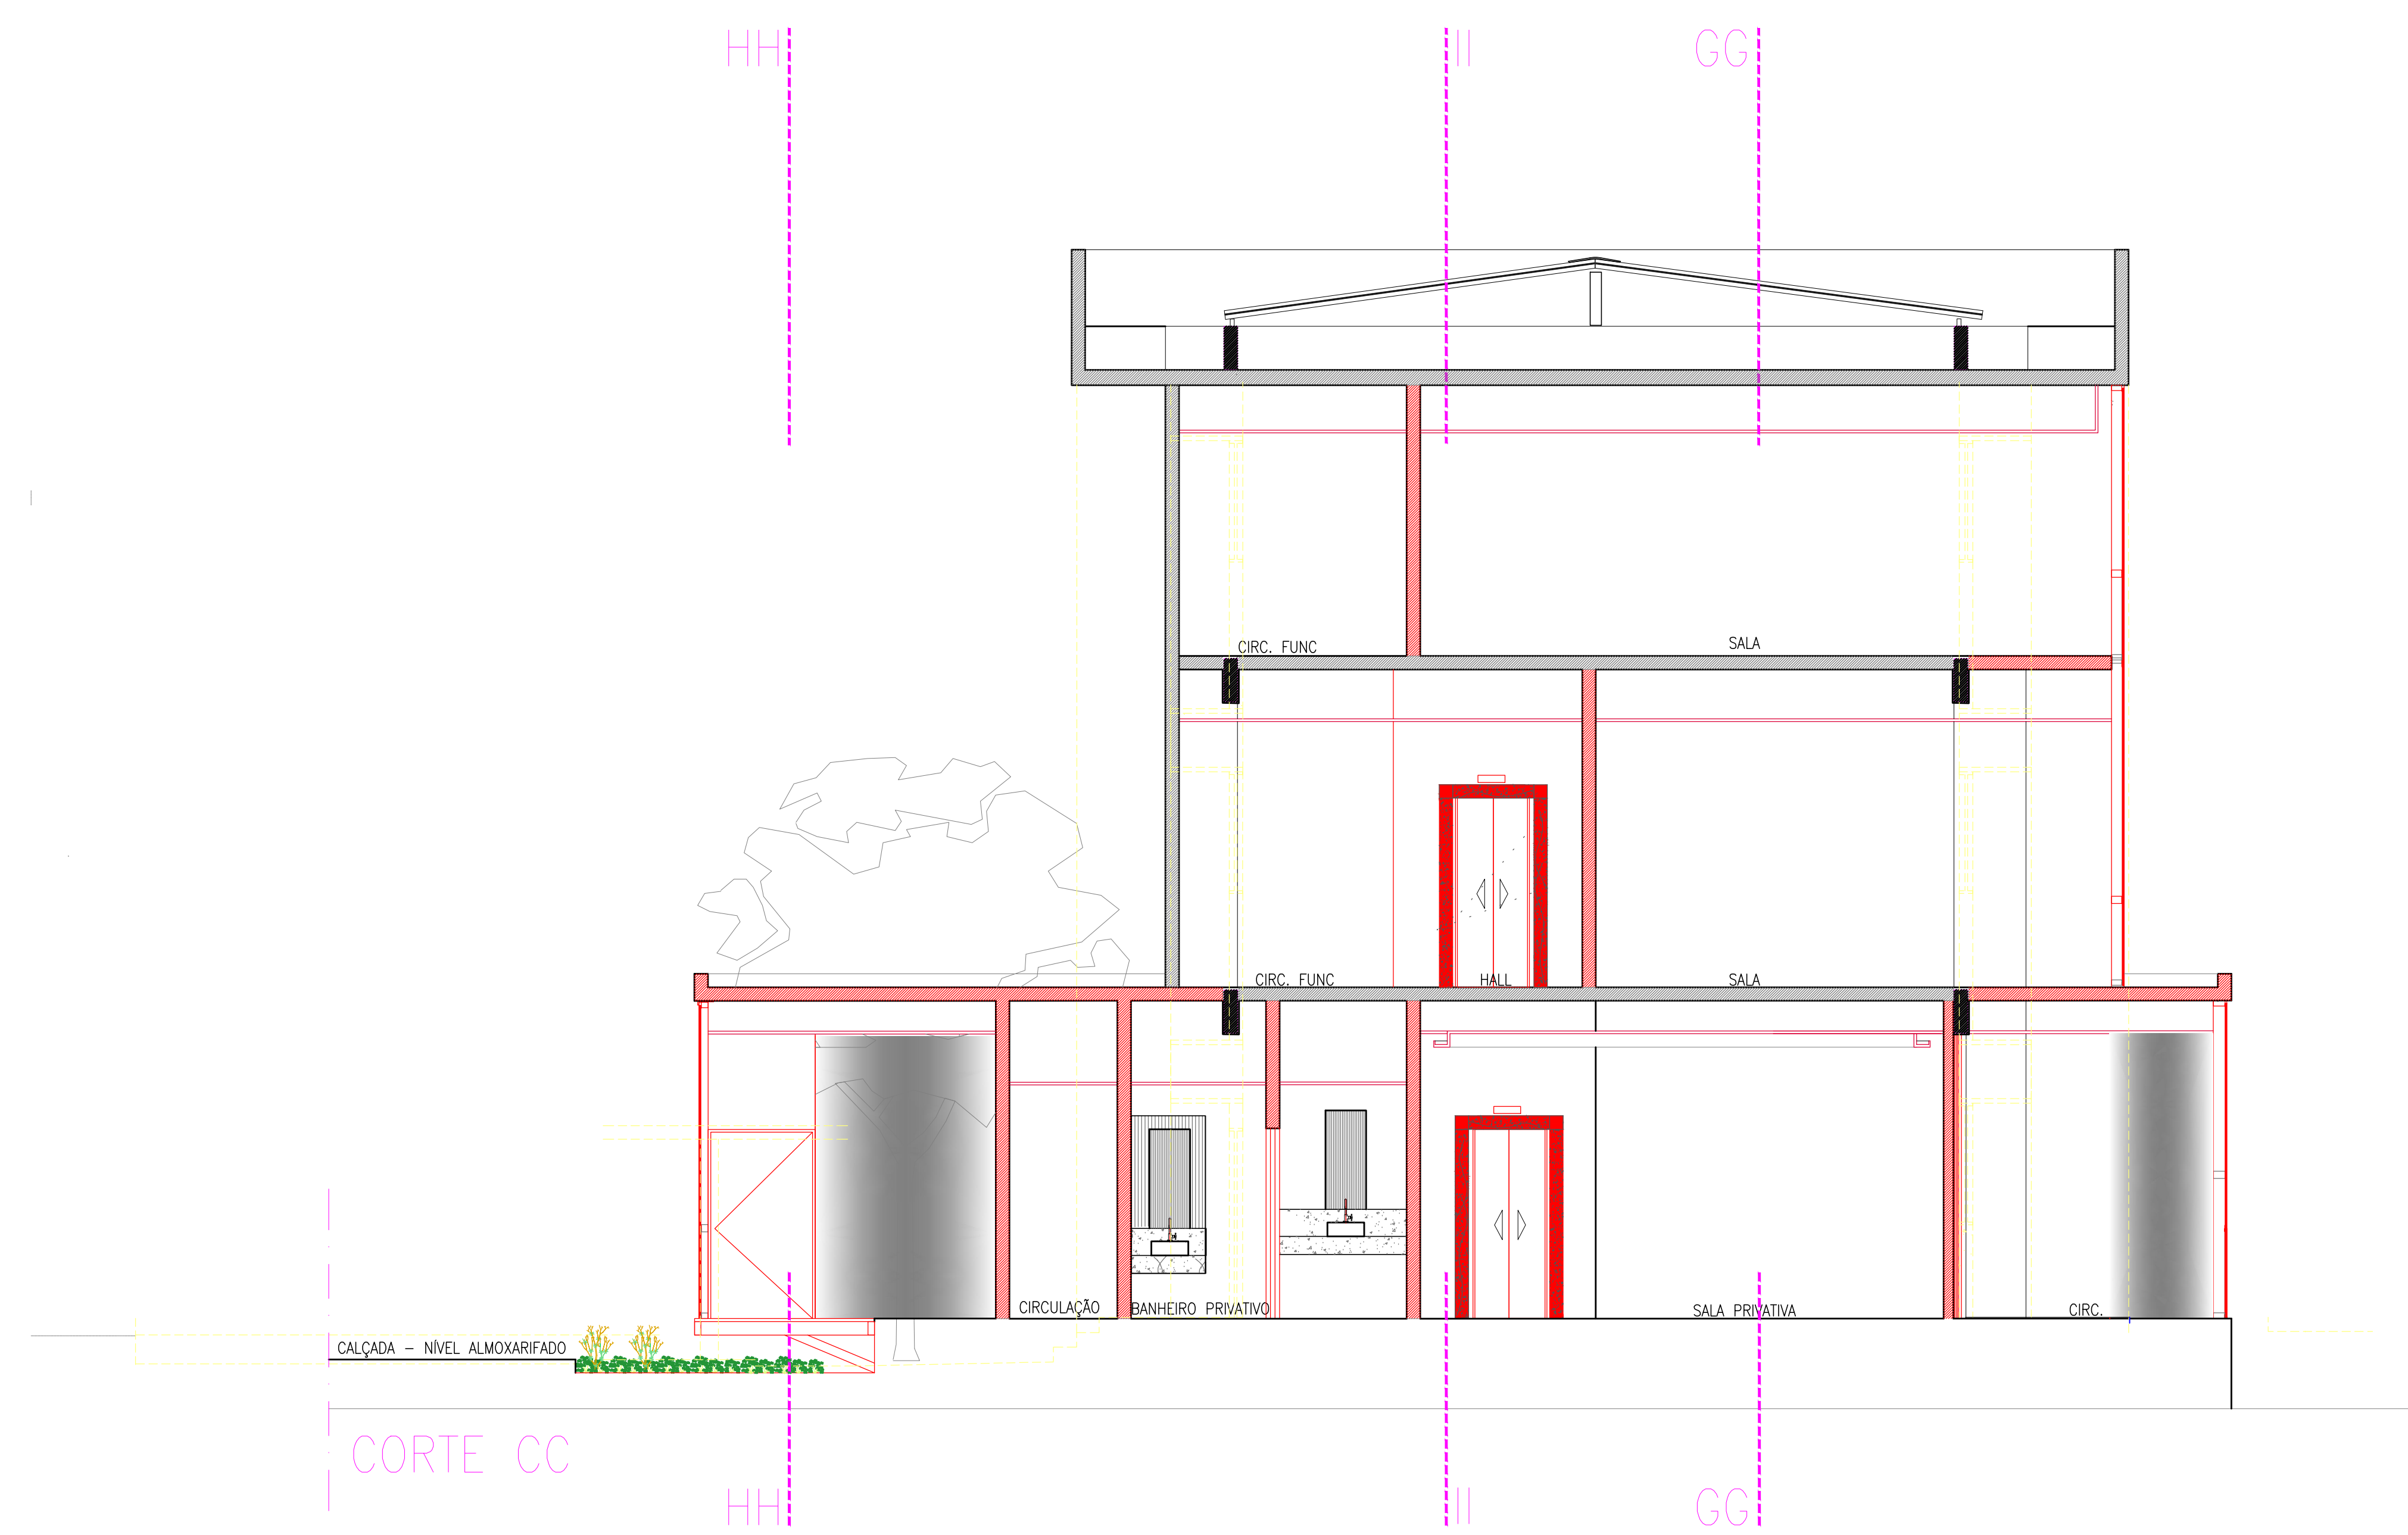 HH II GG
CIRC. FUNC SALA
CIRC. FUNC HALL SALA
CIRCULAÇÃO BANHEIRO PRIVATIVO SALA PRIVATIVA CIRC.
CALÇADA – NÍVEL ALMOXARIFADO
CORTE CC
HH II GG